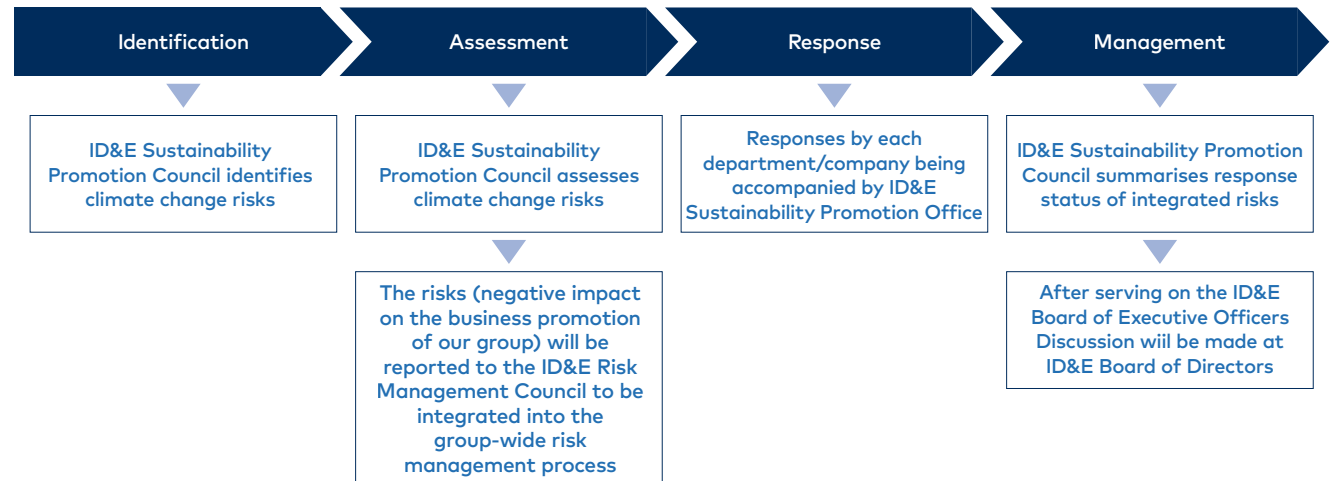 Identification
Assessment
Response
Management
ID&E Sustainability
Promotion Council identifies
climate change risks
ID&E Sustainability
Promotion Council assesses
climate change risks
Responses by each
department/company being
accompanied by ID&E
Sustainability Promotion Office
ID&E Sustainability Promotion
Council summarises response
status of integrated risks
The risks (negative impact
on the business promotion
of our group) will be
reported to the ID&E Risk
Management Council to be
integrated into the
group-wide risk
management process
After serving on the ID&E
Board of Executive Officers
Discussion wiil be made at
ID&E Board of Directors